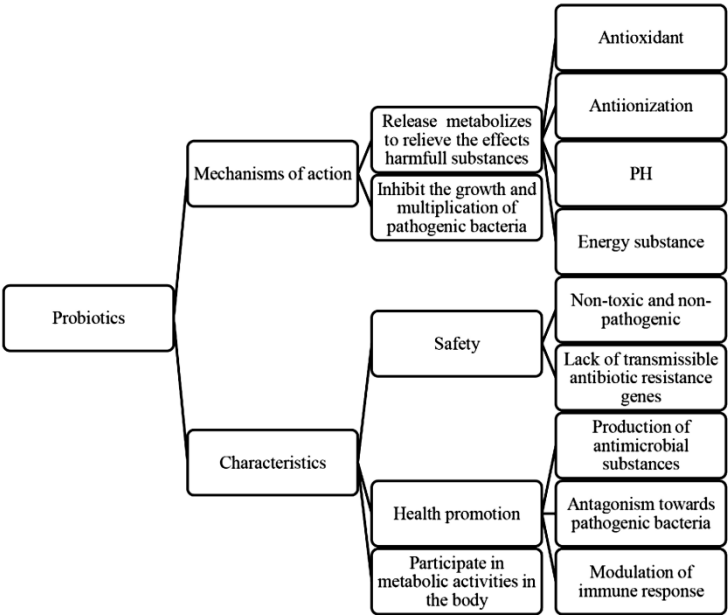 Probiotics
Mechanisms of action
Release metabolizes
to relieve the effects
harmfull substances
Antioxidant
Antiionization
PH
Energy substance
Inhibit the growth and
multiplication of
pathogenic bacteria
Characteristics
Safety
Non-toxic and non-
pathogenic
Lack of transmissible
antibiotic resistance
genes
Health promotion
Production of
antimicrobial
substances
Antagonism towards
pathogenic bacteria
Modulation of
immune response
Participate in
metabolic activities in
the body